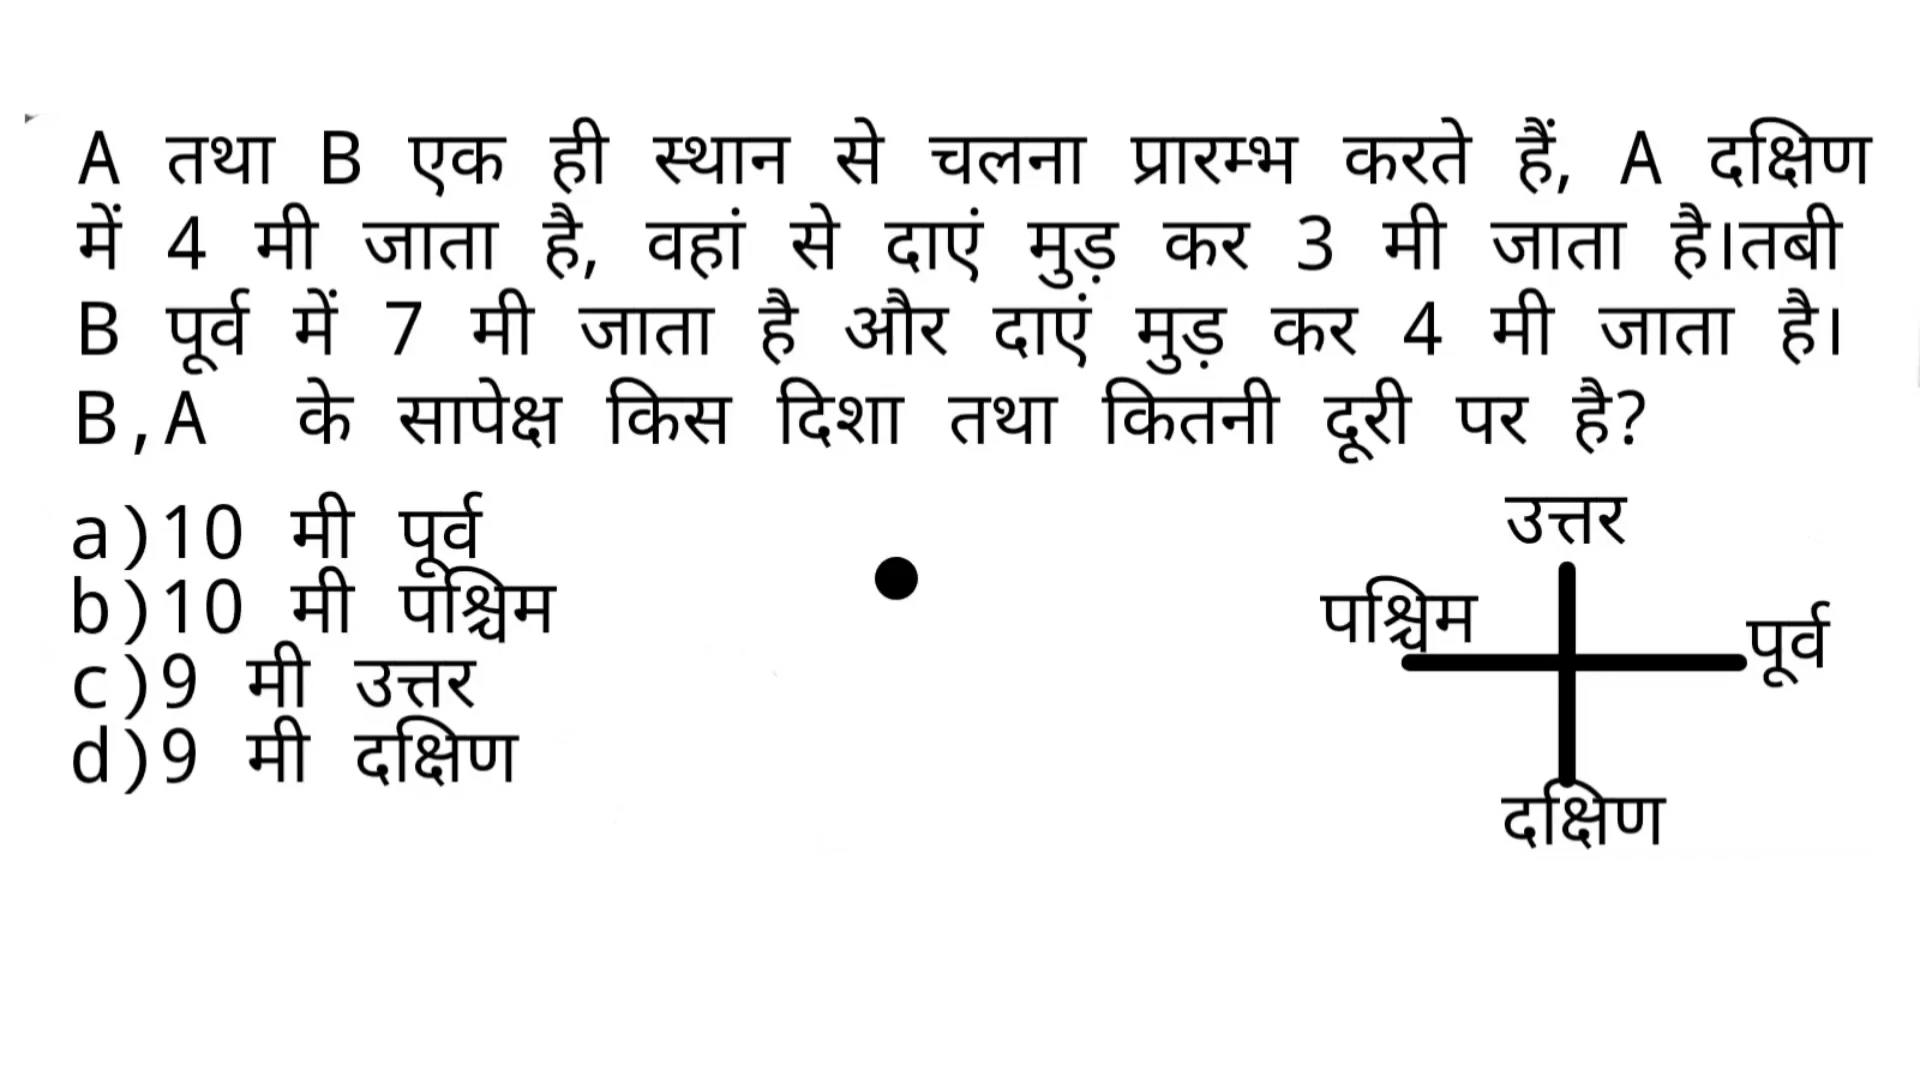 A तथा B एक ही स्थान से चलना प्रारम्भ करते हैं, A दक्षिण
में 4 मी जाता है, वहां से दाएं मुड़ कर 3 मी जाता है।तबी
B पूर्व में 7 मी जाता है और दाएं मुड़ कर 4 मी जाता है।
B,A के सापेक्ष किस दिशा तथा कितनी दूरी पर है?
a)10 मी पूर्व
b)10 मी पश्चिम
c)9 मी उत्तर
d)9 मी दक्षिण
उत्तर
पश्चिम
पूर्व
दक्षिण